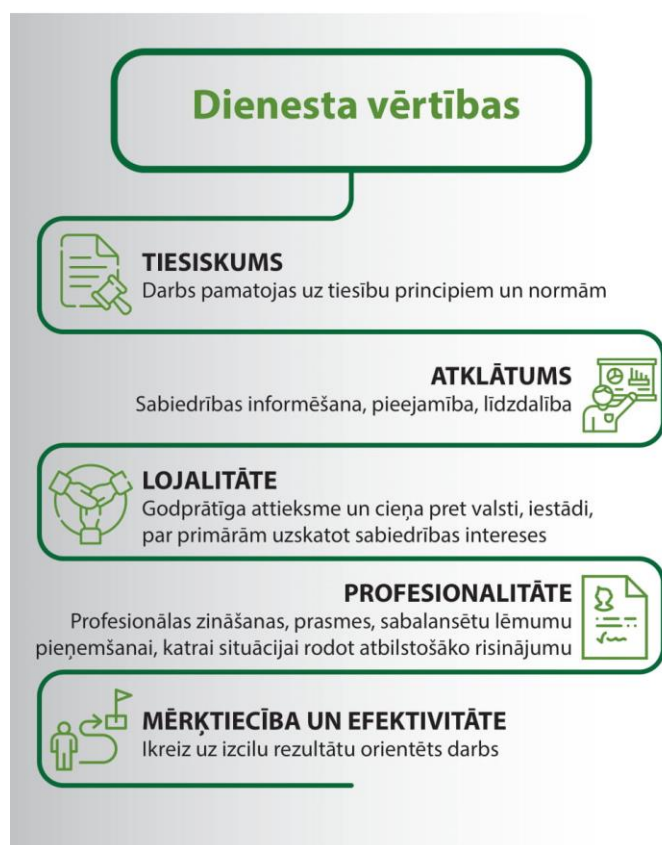 Dienesta vērtības
TIESISKUMS
Darbs pamatojas uz tiesību principiem un normām
ATKLĀTUMS
Sabiedrības informēšana, pieejamība, līdzdalība
LOJALITĀTE
Godprātīga attieksme un cieņa pret valsti, iestādi,
par primārām uzskatot sabiedrības intereses
PROFESIONALITĀTE
Profesionālas zināšanas, prasmes, sabalansētu lēmumu
pieņemšanai, katrai situācijai rodot atbilstošāko risinājumu
MĒRĶTIECĪBA UN EFEKTIVITĀTE
Ikreiz uz izcilu rezultātu orientēts darbs